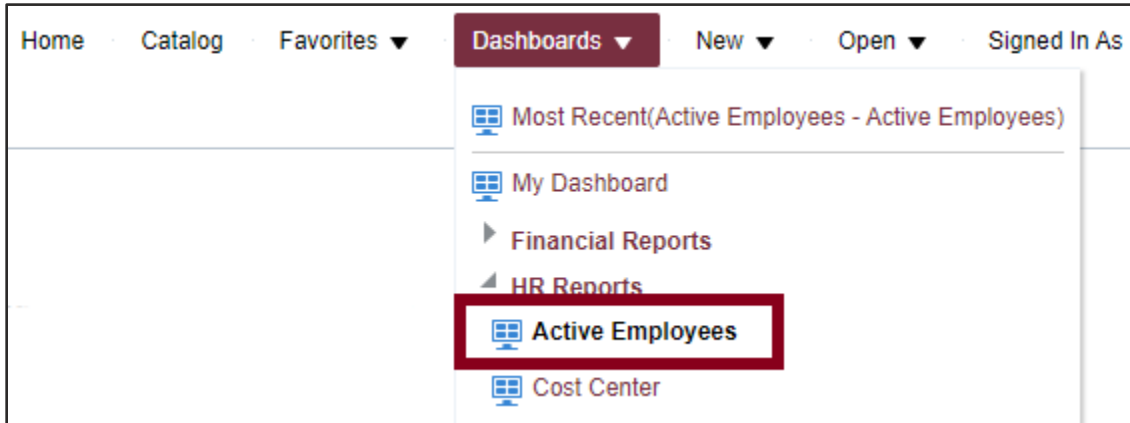 Home Catalog Favorites Dashboards New Open Signed In As
Most Recent(Active Employees - Active Employees)
My Dashboard
Financial Reports
HR Reports
Active Employees
Cost Center